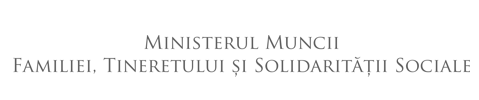 Ministerul Muncii
Familiei, Tineretului și Solidarității Sociale